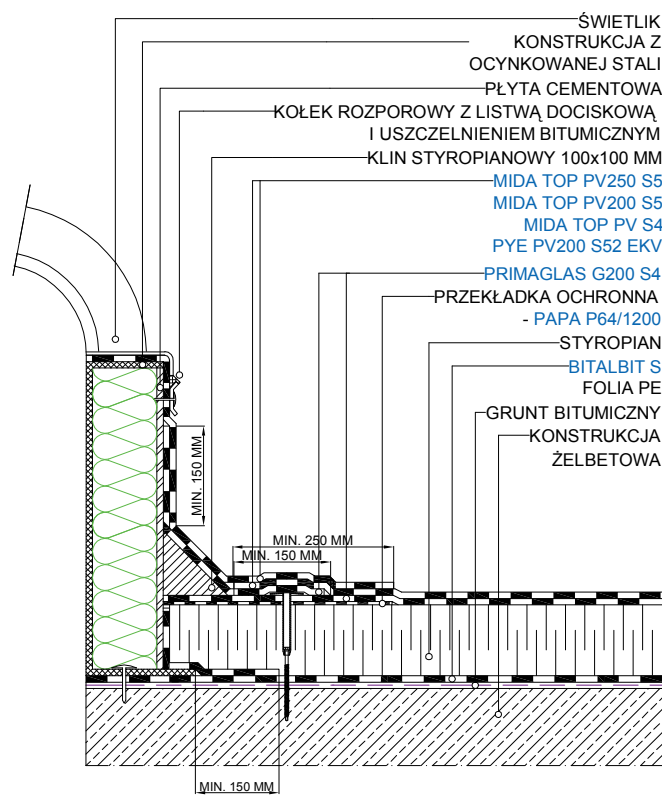 ŚWIETLIK
KONSTRUKCJA Z
OCYNKOWANEJ STALI
PŁYTA CEMENTOWA
KOŁEK ROZPOROWY Z LISTWĄ DOCISKOWĄ
I USZCZELNIENIEM BITUMICZNYM
KLIN STYROPIANOWY 100x100 MM
MIDA TOP PV250 S5
MIDA TOP PV200 S5
MIDA TOP PV S4
PYE PV200 S52 EKV
PRIMAGLAS G200 S4
PRZEKŁADKA OCHRONNA
- PAPA P64/1200
STYROPIAN
BITALBIT S
FOLIA PE
GRUNT BITUMICZNY
KONSTRUKCJA
ŻELBETOWA
MIN. 150 MM
MIN. 250 MM
MIN. 150 MM
MIN. 150 MM